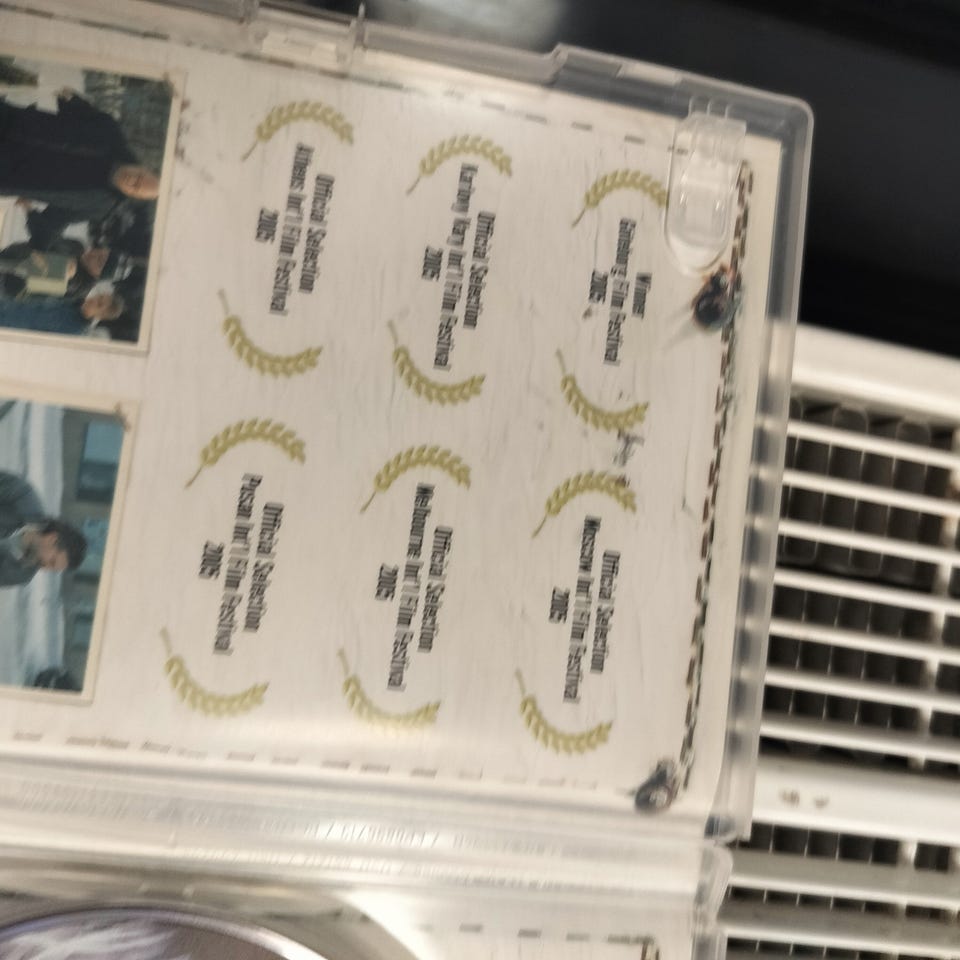 Winner
Goteborg Film Festival
2005
Official Selection
Moscow Int'l Film Festival
2005
Official Selection
Karlovy Vary Int'l Film Festival
2005
Official Selection
Melbourne Int'l Film Festival
2005
Official Selection
Athens Int'l Film Festival
2005
Official Selection
Pusan Int'l Film Festival
2005